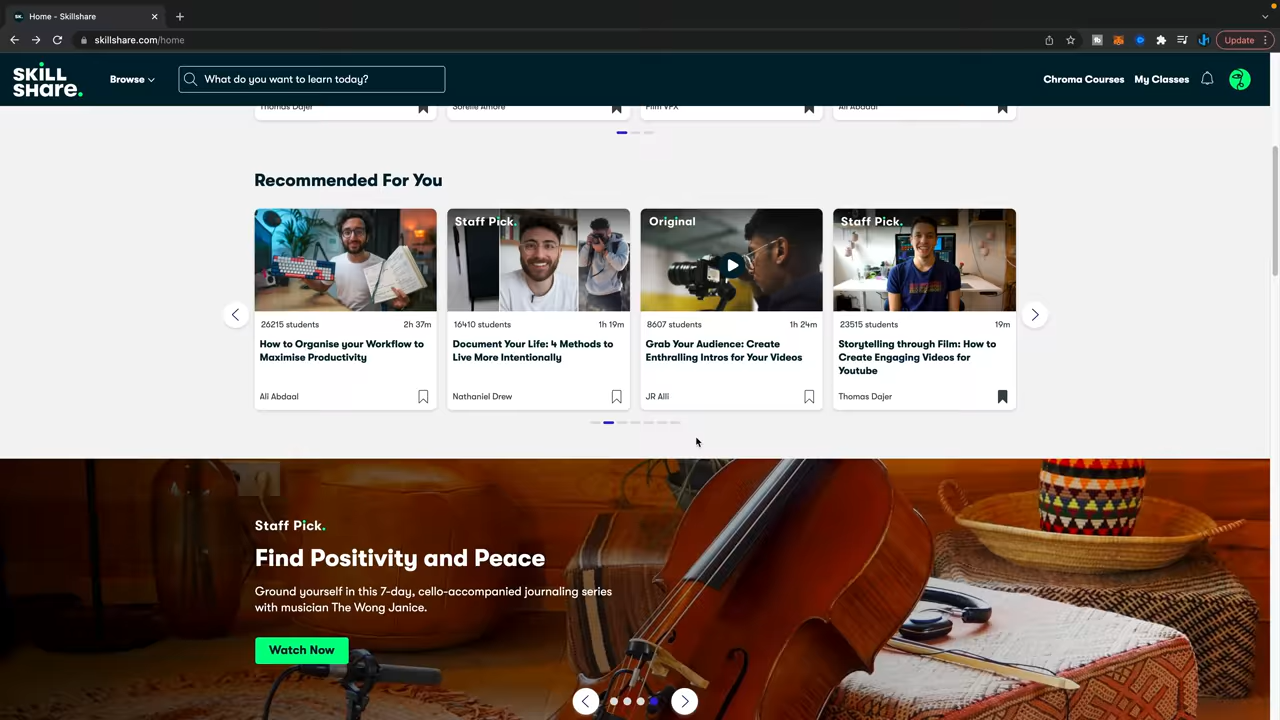 SK.
Home - Skillshare
skillshare.com/home
Update
SKILL
SHare.
Browse
What do you want to learn today?
Chroma Courses
My Classes
Thomas Dajer
Sorelle Amore
Film VFX
Ali Abdaal
Recommended For You
Staff Pick.
Original
Staff Pick.
26215 students
2h 37m
16410 students
1h 19m
8607 students
1h 24m
23515 students
19m
How to Organise your Workflow to
Maximise Productivity
Document Your Life: 4 Methods to
Live More Intentionally
Grab Your Audience: Create
Enthralling Intros for Your Videos
Storytelling through Film: How to
Create Engaging Videos for
Youtube
Ali Abdaal
Nathaniel Drew
JR Alli
Thomas Dajer
Staff Pick.
Find Positivity and Peace
Ground yourself in this 7-day, cello-accompanied journaling series
with musician The Wong Janice.
Watch Now